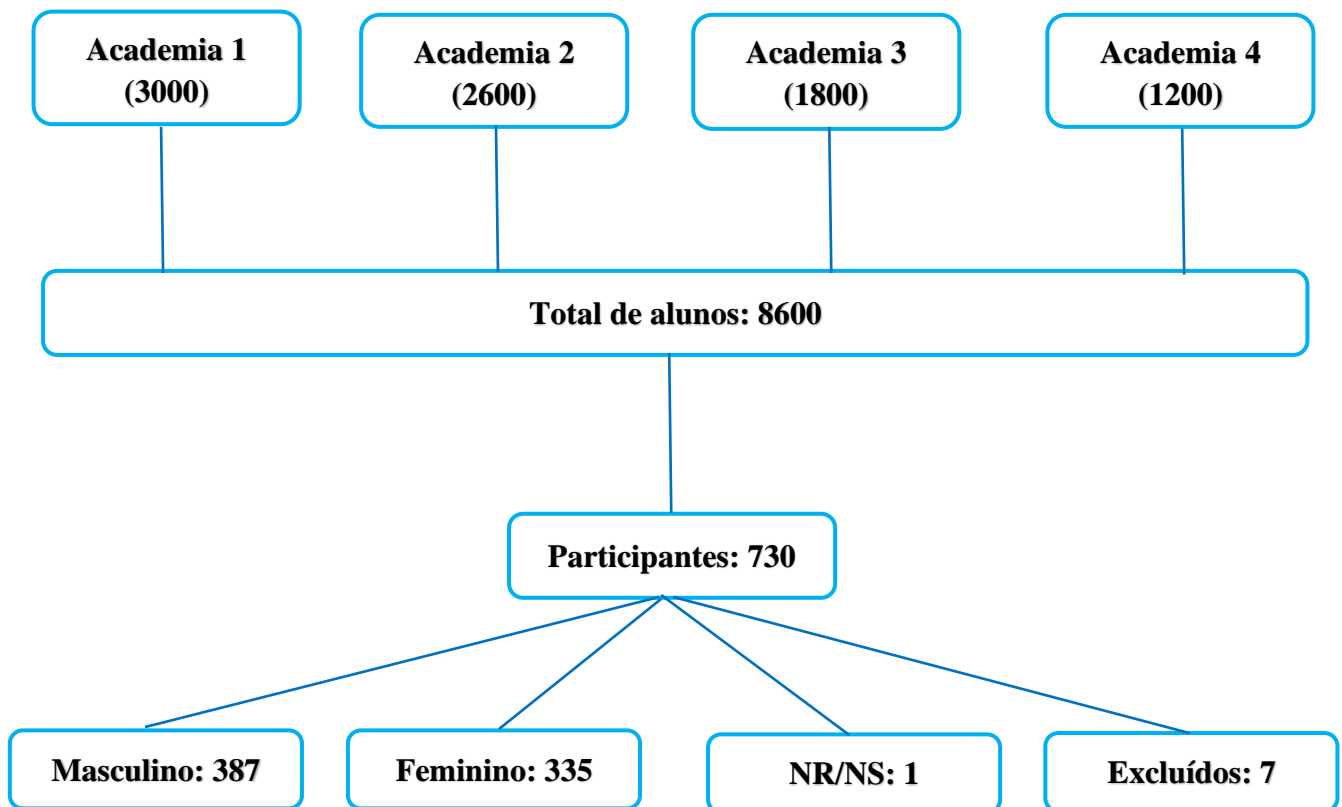 Academia 1
(3000)
Academia 2
(2600)
Academia 3
(1800)
Academia 4
(1200)
Total de alunos: 8600
Participantes: 730
Masculino: 387
Feminino: 335
NR/NS: 1
Excluídos: 7